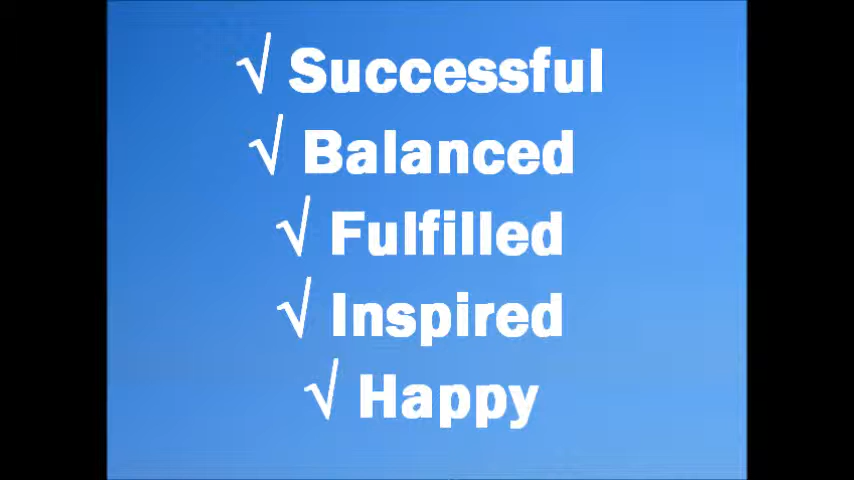 √ Successful
√ Balanced
√ Fulfilled
√ Inspired
√ Happy